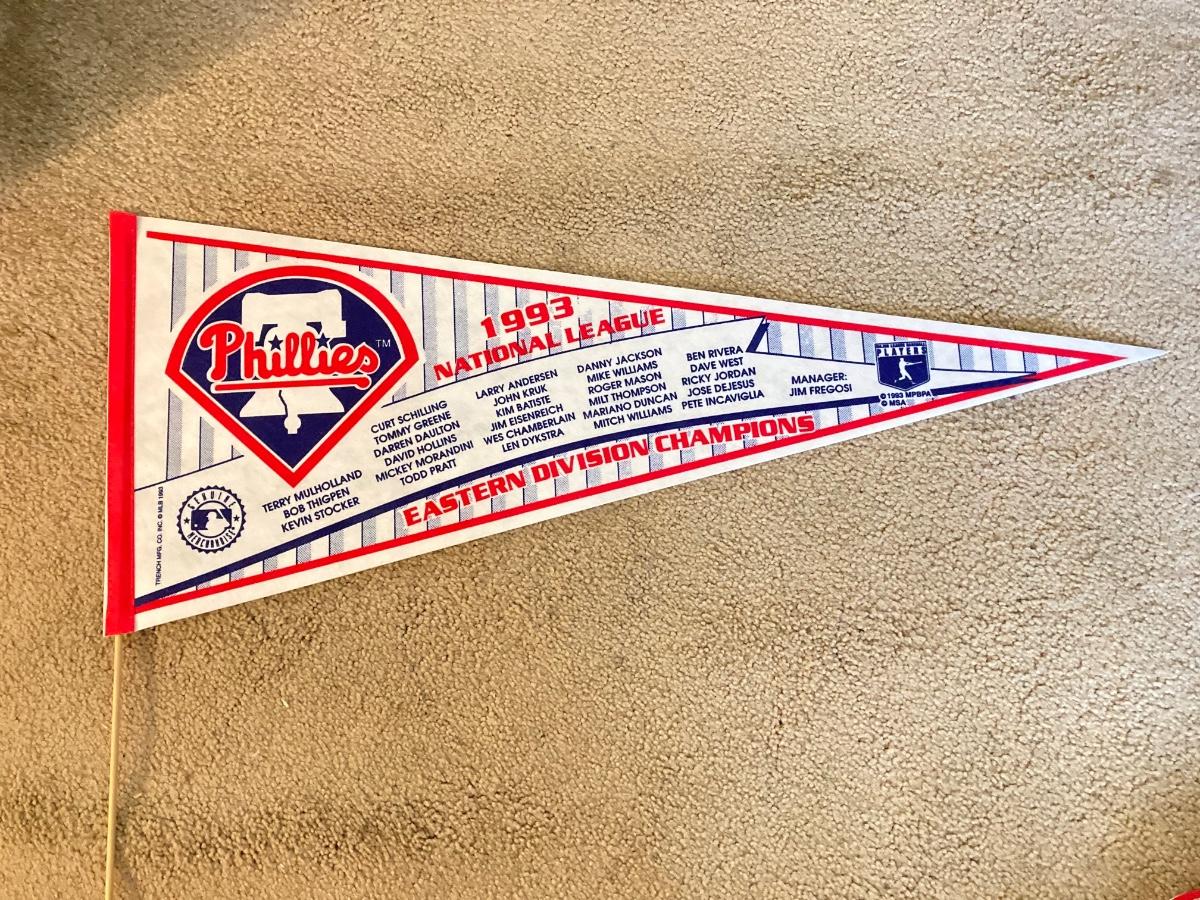 Phillies TM
1993
NATIONAL LEAGUE
TERRY MULHOLLAND
BOB THIGPEN
KEVIN STOCKER
CURT SCHILLING
TOMMY GREENE
DARREN DAULTON
DAVID HOLLINS
MICKEY MORANDINI
TODD PRATT
LARRY ANDERSEN
JOHN KRUK
KIM BATISTE
JIM EISENREICH
WES CHAMBERLAIN
LEN DYKSTRA
DANNY JACKSON
MIKE WILLIAMS
ROGER MASON
MILT THOMPSON
MARIANO DUNCAN
MITCH WILLIAMS
BEN RIVERA
DAVE WEST
RICKY JORDAN
JOSE DEJESUS
PETE INCAVIGLIA
MANAGER:
JIM FREGOSI
PLAYERS
© 1993 MPBPA
© MSA
EASTERN DIVISION CHAMPIONS
GENUINE
MERCHANDISE
TRENCH MFG. CO. INC. © MLB 1993